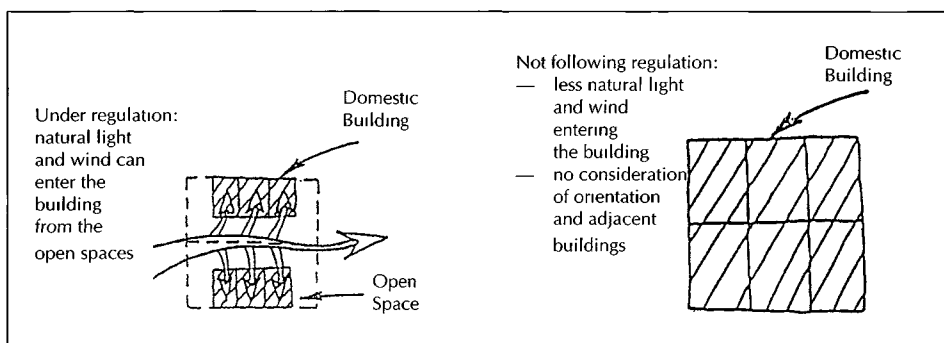 Under regulation:
natural light
and wind can
enter the
building
from the
open spaces
Domestic
Building
Open
Space
Not following regulation:
— less natural light
and wind
entering
the building
— no consideration
of orientation
and adjacent
buildings
Domestic
Building